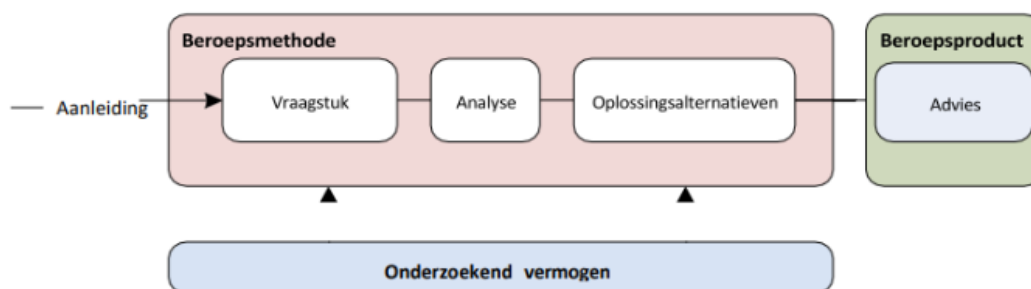 Beroepsmethode
Beroepsproduct
Aanleiding
Vraagstuk
Analyse
Oplossingsalternatieven
Advies
Onderzoekend vermogen